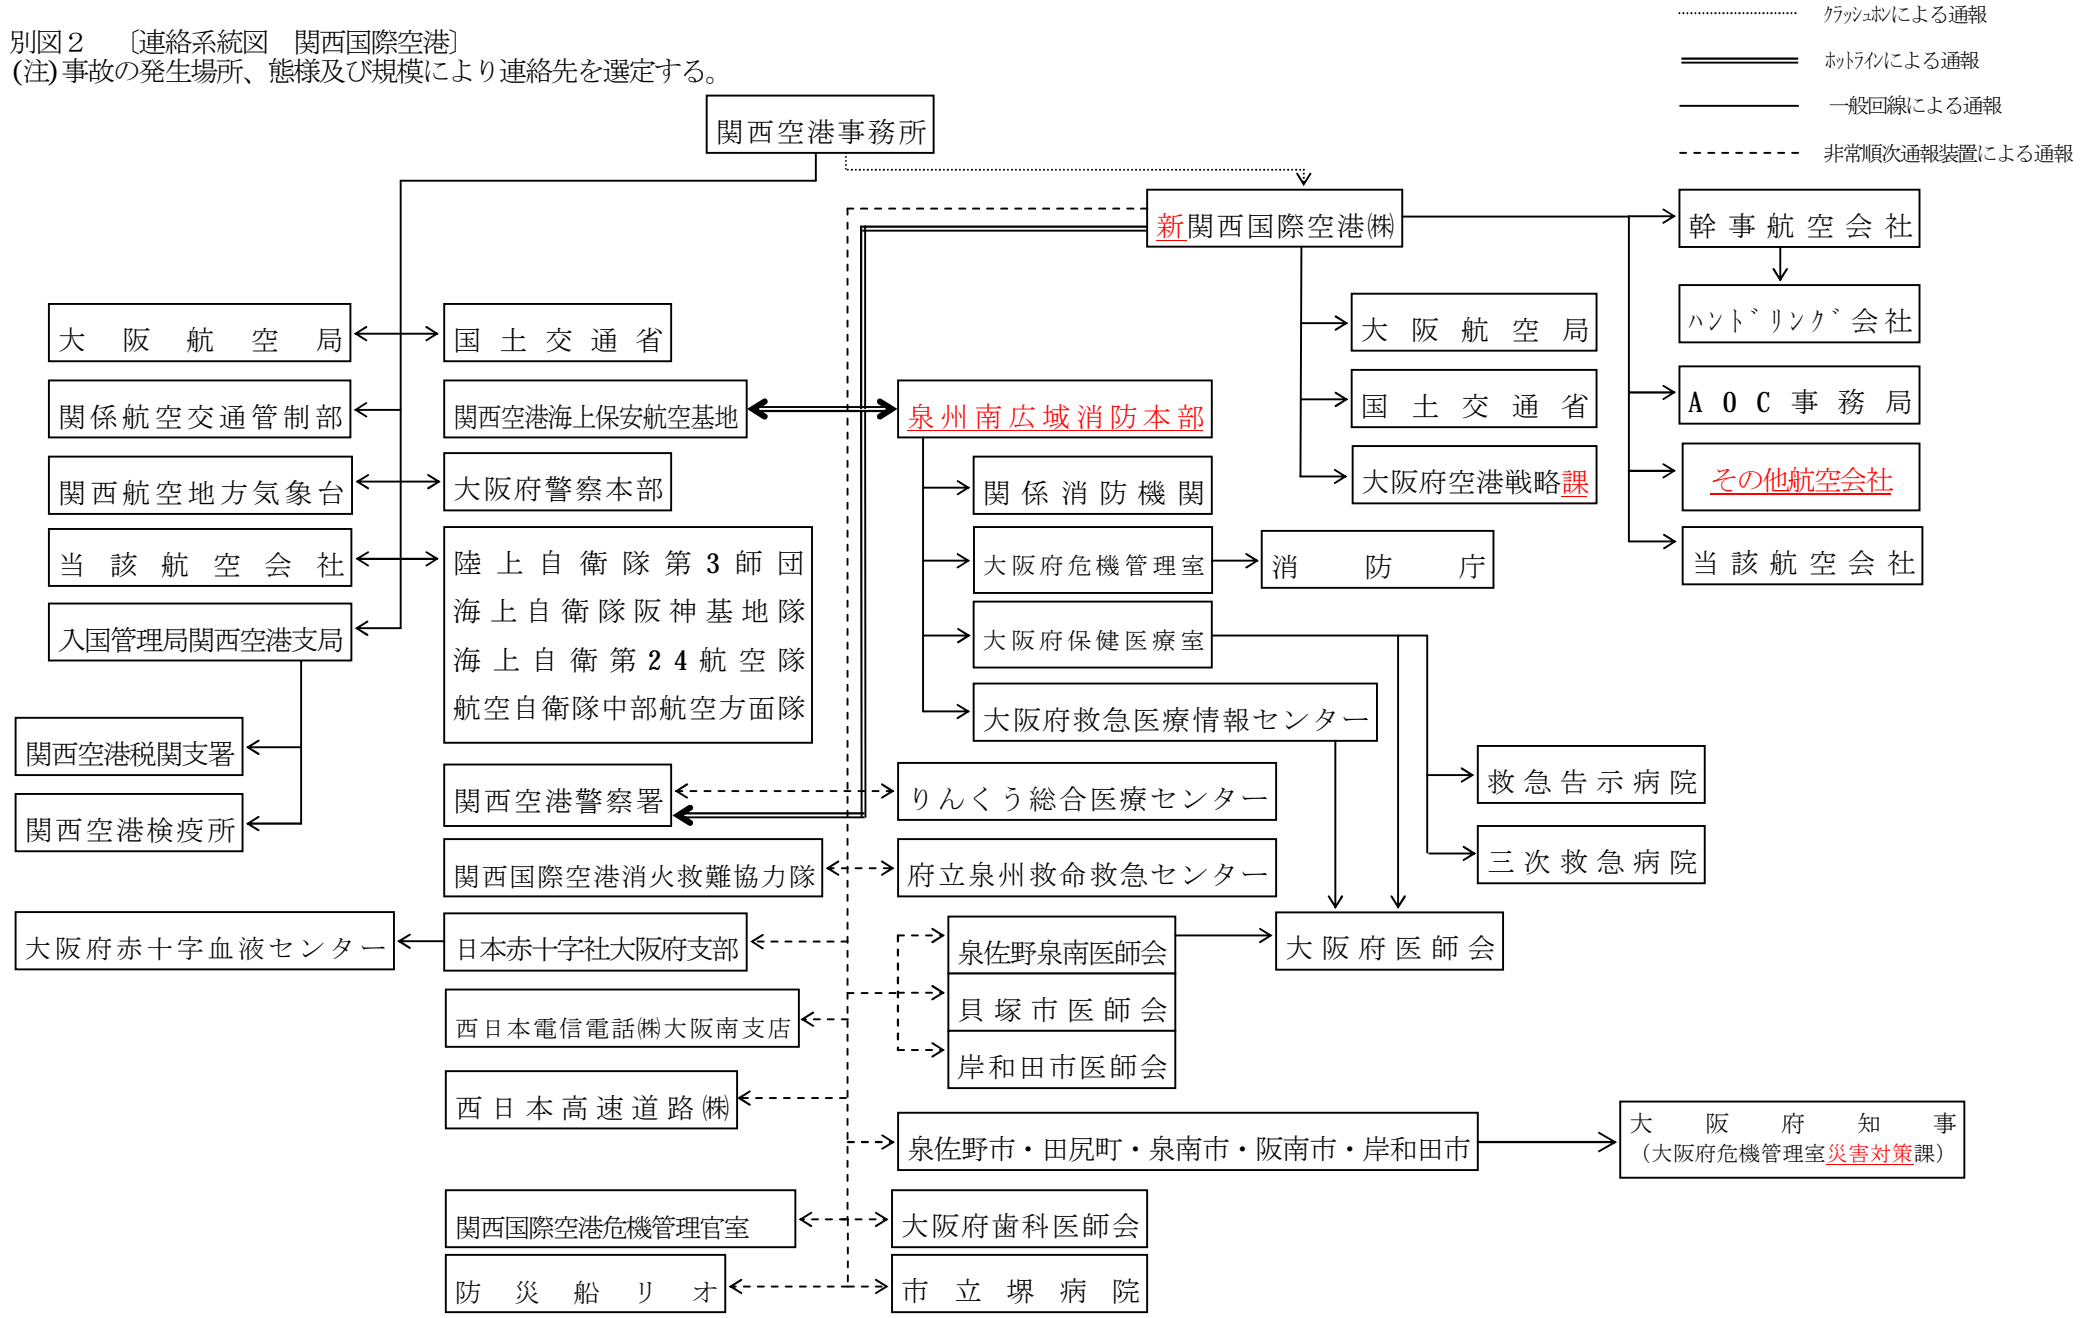 別図２　〔連絡系統図　関西国際空港〕
(注)事故の発生場所、態様及び規模により連絡先を選定する。
ｸﾗｯｼｭﾎﾝによる通報
ﾎｯﾄﾗｲﾝによる通報
一般回線による通報
非常順次通報装置による通報
関西空港事務所
新関西国際空港㈱
幹事航空会社
ﾊﾝﾄﾞﾘﾝｸﾞ会社
AOC事務局
その他航空会社
当該航空会社
大阪航空局
国土交通省
大阪府空港戦略課
大阪航空局
国土交通省
関係航空交通管制部
関西空港海上保安航空基地
泉州南広域消防本部
関西航空地方気象台
大阪府警察本部
関係消防機関
当該航空会社
陸上自衛隊第3師団
海上自衛隊阪神基地隊
海上自衛第24航空隊
航空自衛隊中部航空方面隊
大阪府危機管理室
消防庁
入国管理局関西空港支局
大阪府保健医療室
大阪府救急医療情報センター
関西空港税関支署
関西空港検疫所
救急告示病院
三次救急病院
関西空港警察署
りんくう総合医療センター
関西国際空港消火救難協力隊
府立泉州救命救急センター
大阪府赤十字血液センター
日本赤十字社大阪府支部
泉佐野泉南医師会
大阪府医師会
貝塚市医師会
岸和田市医師会
西日本電信電話㈱大阪南支店
西日本高速道路㈱
泉佐野市・田尻町・泉南市・阪南市・岸和田市
大阪府知事
（大阪府危機管理室災害対策課）
関西国際空港危機管理官室
大阪府歯科医師会
防災船リオ
市立堺病院